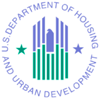 U.S. DEPARTMENT OF HOUSING
AND URBAN DEVELOPMENT